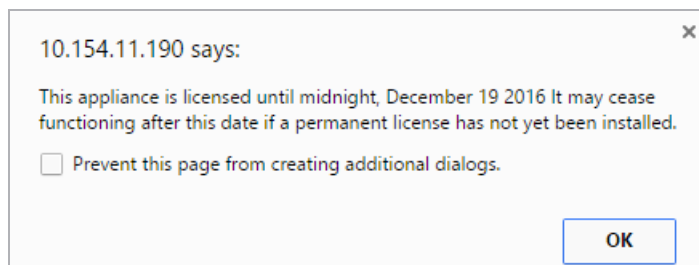 10.154.11.190 says:
×
This appliance is licensed until midnight, December 19 2016 It may cease
functioning after this date if a permanent license has not yet been installed.
Prevent this page from creating additional dialogs.
OK